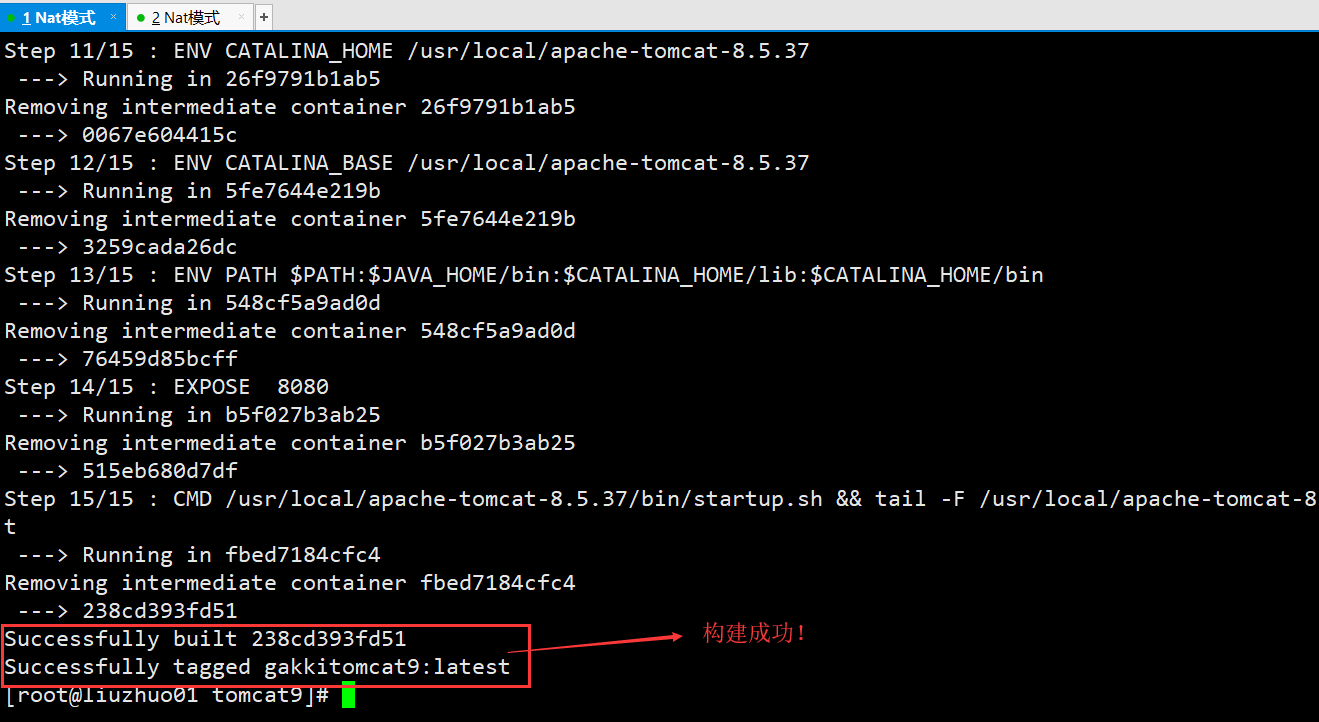 1 Nat模式 ×
2 Nat模式 ×
+
Step 11/15 : ENV CATALINA_HOME /usr/local/apache-tomcat-8.5.37
 ---> Running in 26f9791b1ab5
Removing intermediate container 26f9791b1ab5
 ---> 0067e604415c
Step 12/15 : ENV CATALINA_BASE /usr/local/apache-tomcat-8.5.37
 ---> Running in 5fe7644e219b
Removing intermediate container 5fe7644e219b
 ---> 3259cada26dc
Step 13/15 : ENV PATH $PATH:$JAVA_HOME/bin:$CATALINA_HOME/lib:$CATALINA_HOME/bin
 ---> Running in 548cf5a9ad0d
Removing intermediate container 548cf5a9ad0d
 ---> 76459d85bcff
Step 14/15 : EXPOSE  8080
 ---> Running in b5f027b3ab25
Removing intermediate container b5f027b3ab25
 ---> 515eb680d7df
Step 15/15 : CMD /usr/local/apache-tomcat-8.5.37/bin/startup.sh && tail -F /usr/local/apache-tomcat-8
t
 ---> Running in fbed7184cfc4
Removing intermediate container fbed7184cfc4
 ---> 238cd393fd51
Successfully built 238cd393fd51
构建成功！
Successfully tagged gakkitomcat9:latest
[root@liuzhuo01 tomcat9]#